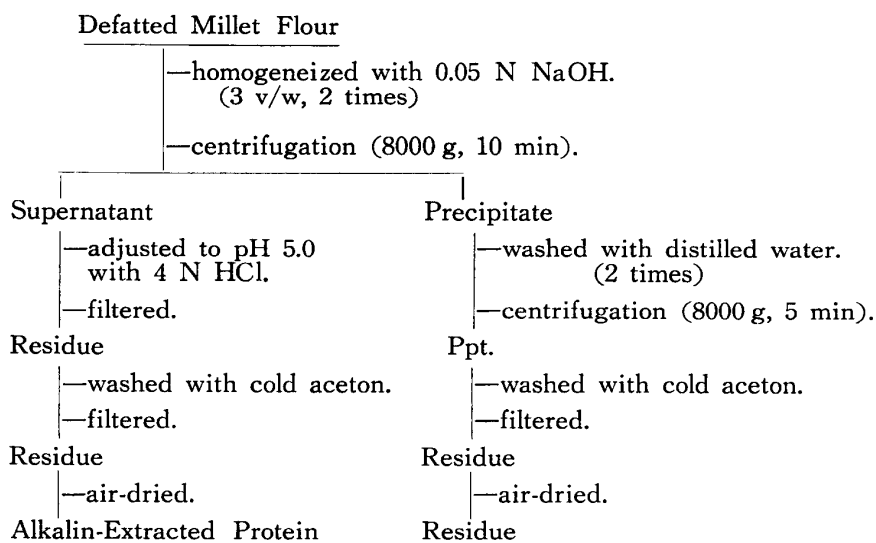 Defatted Millet Flour
—homogeneized with 0.05 N NaOH.
(3 v/w, 2 times)
—centrifugation (8000 g, 10 min).
Supernatant
—adjusted to pH 5.0
with 4 N HCl.
—filtered.
Residue
—washed with cold aceton.
—filtered.
Residue
—air-dried.
Alkalin-Extracted Protein
Precipitate
—washed with distilled water.
(2 times)
—centrifugation (8000 g, 5 min).
Ppt.
—washed with cold aceton.
—filtered.
Residue
—air-dried.
Residue